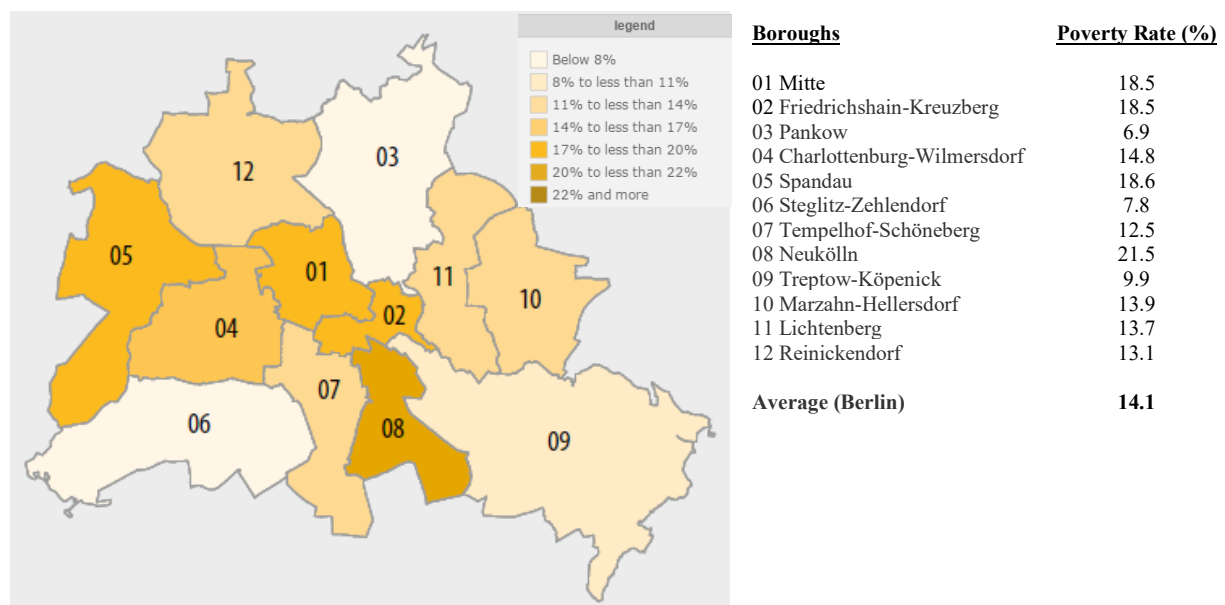 legend
Below 8%
8% to less than 11%
11% to less than 14%
14% to less than 17%
17% to less than 20%
20% to less than 22%
22% and more
03
12
05
01
11
10
02
04
07
06
08
09
Boroughs Poverty Rate (%)
01 Mitte 18.5
02 Friedrichshain-Kreuzberg 18.5
03 Pankow 6.9
04 Charlottenburg-Wilmersdorf 14.8
05 Spandau 18.6
06 Steglitz-Zehlendorf 7.8
07 Tempelhof-Schöneberg 12.5
08 Neukölln 21.5
09 Treptow-Köpenick 9.9
10 Marzahn-Hellersdorf 13.9
11 Lichtenberg 13.7
12 Reinickendorf 13.1
Average (Berlin) 14.1